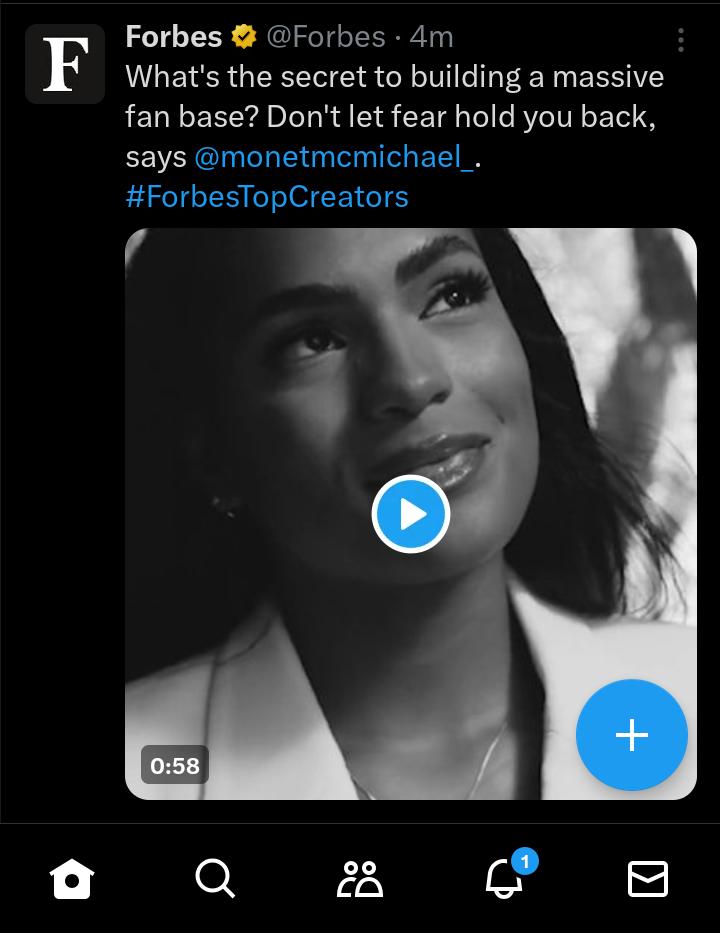 F
Forbes @Forbes · 4m
What's the secret to building a massive
fan base? Don't let fear hold you back,
says @monetmcmichael_.
#ForbesTopCreators
0:58
1